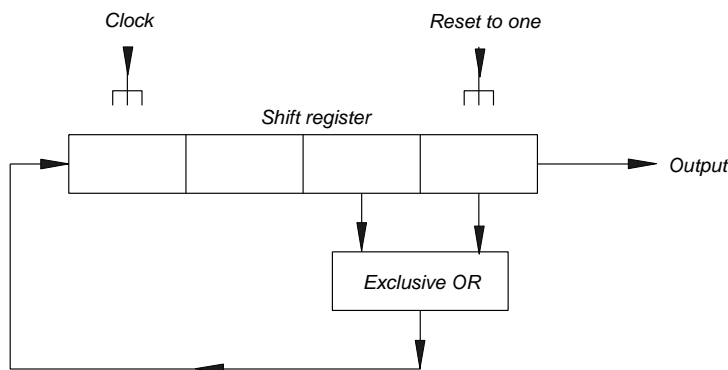 Clock
Reset to one
Shift register
Output
Exclusive OR